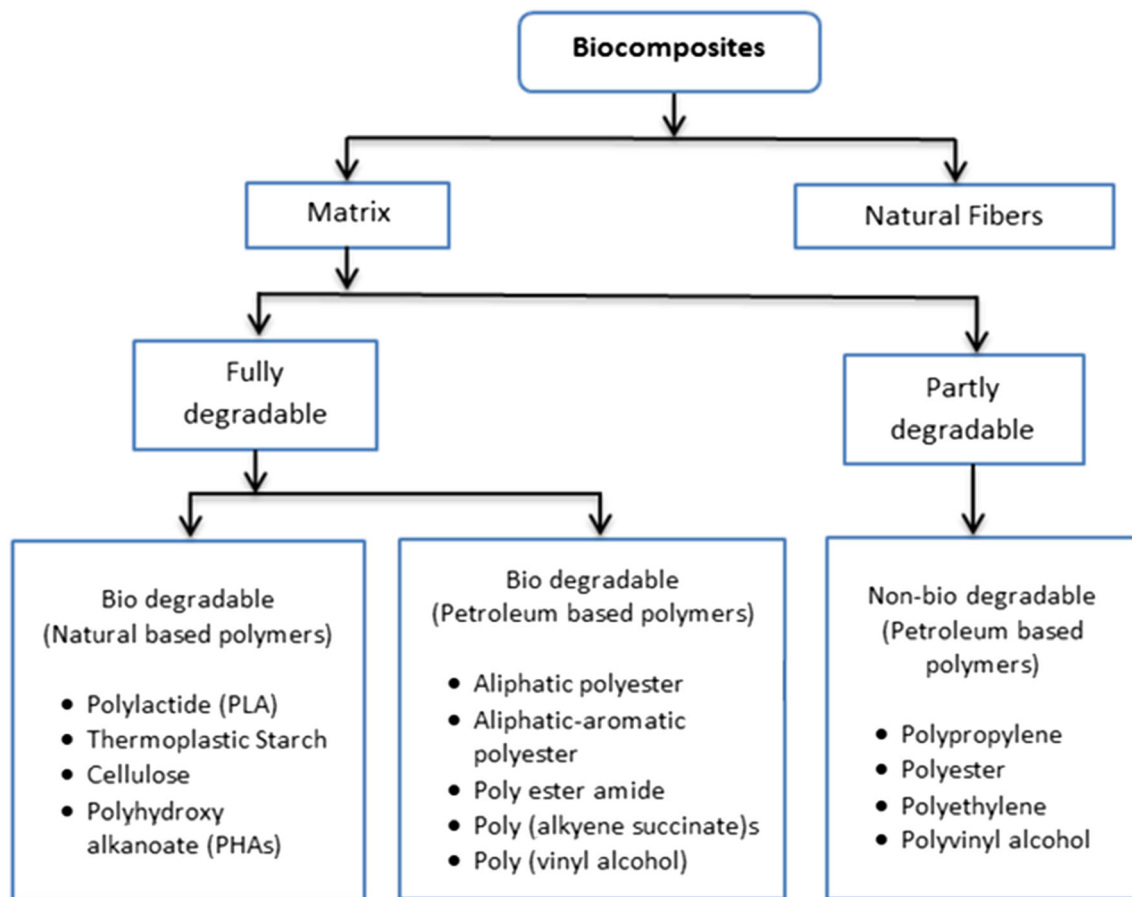 Biocomposites
Matrix
Natural Fibers
Fully
degradable
Partly
degradable
Bio degradable
(Natural based polymers)
• Polylactide (PLA)
• Thermoplastic Starch
• Cellulose
• Polyhydroxy
alkanoate (PHAs)
Bio degradable
(Petroleum based polymers)
• Aliphatic polyester
• Aliphatic-aromatic
polyester
• Poly ester amide
• Poly (alkyene succinate)s
• Poly (vinyl alcohol)
Non-bio degradable
(Petroleum based
polymers)
• Polypropylene
• Polyester
• Polyethylene
• Polyvinyl alcohol